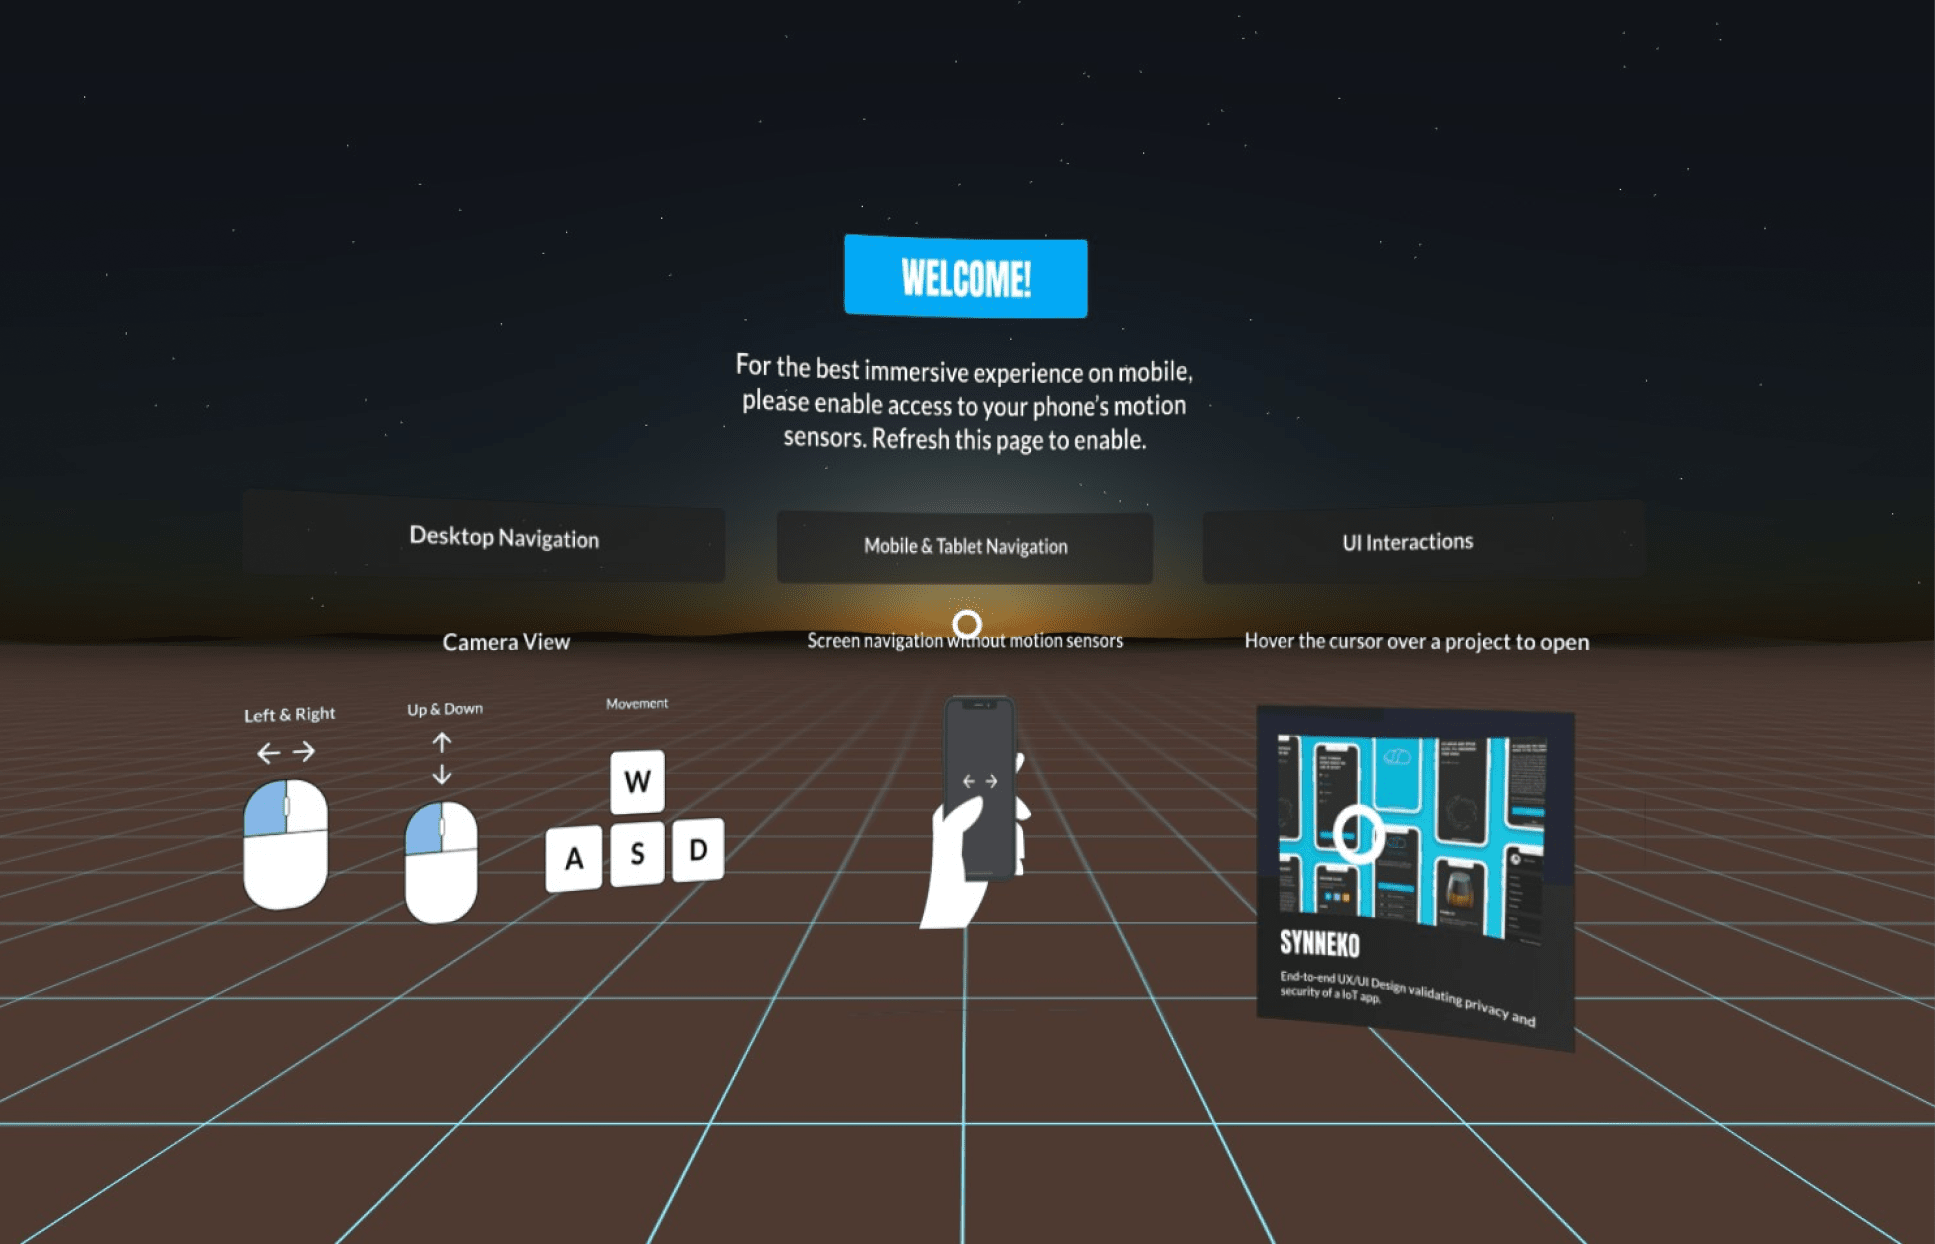 WELCOME!
For the best immersive experience on mobile,
please enable access to your phone's motion
sensors. Refresh this page to enable.
Desktop Navigation
Mobile & Tablet Navigation
UI Interactions
Camera View
Screen navigation without motion sensors
Hover the cursor over a project to open
Left & Right
Up & Down
Movement
W
A
S
D
SYNNEKO
End-to-end UX/UI Design validating privacy and
security of a IoT app.